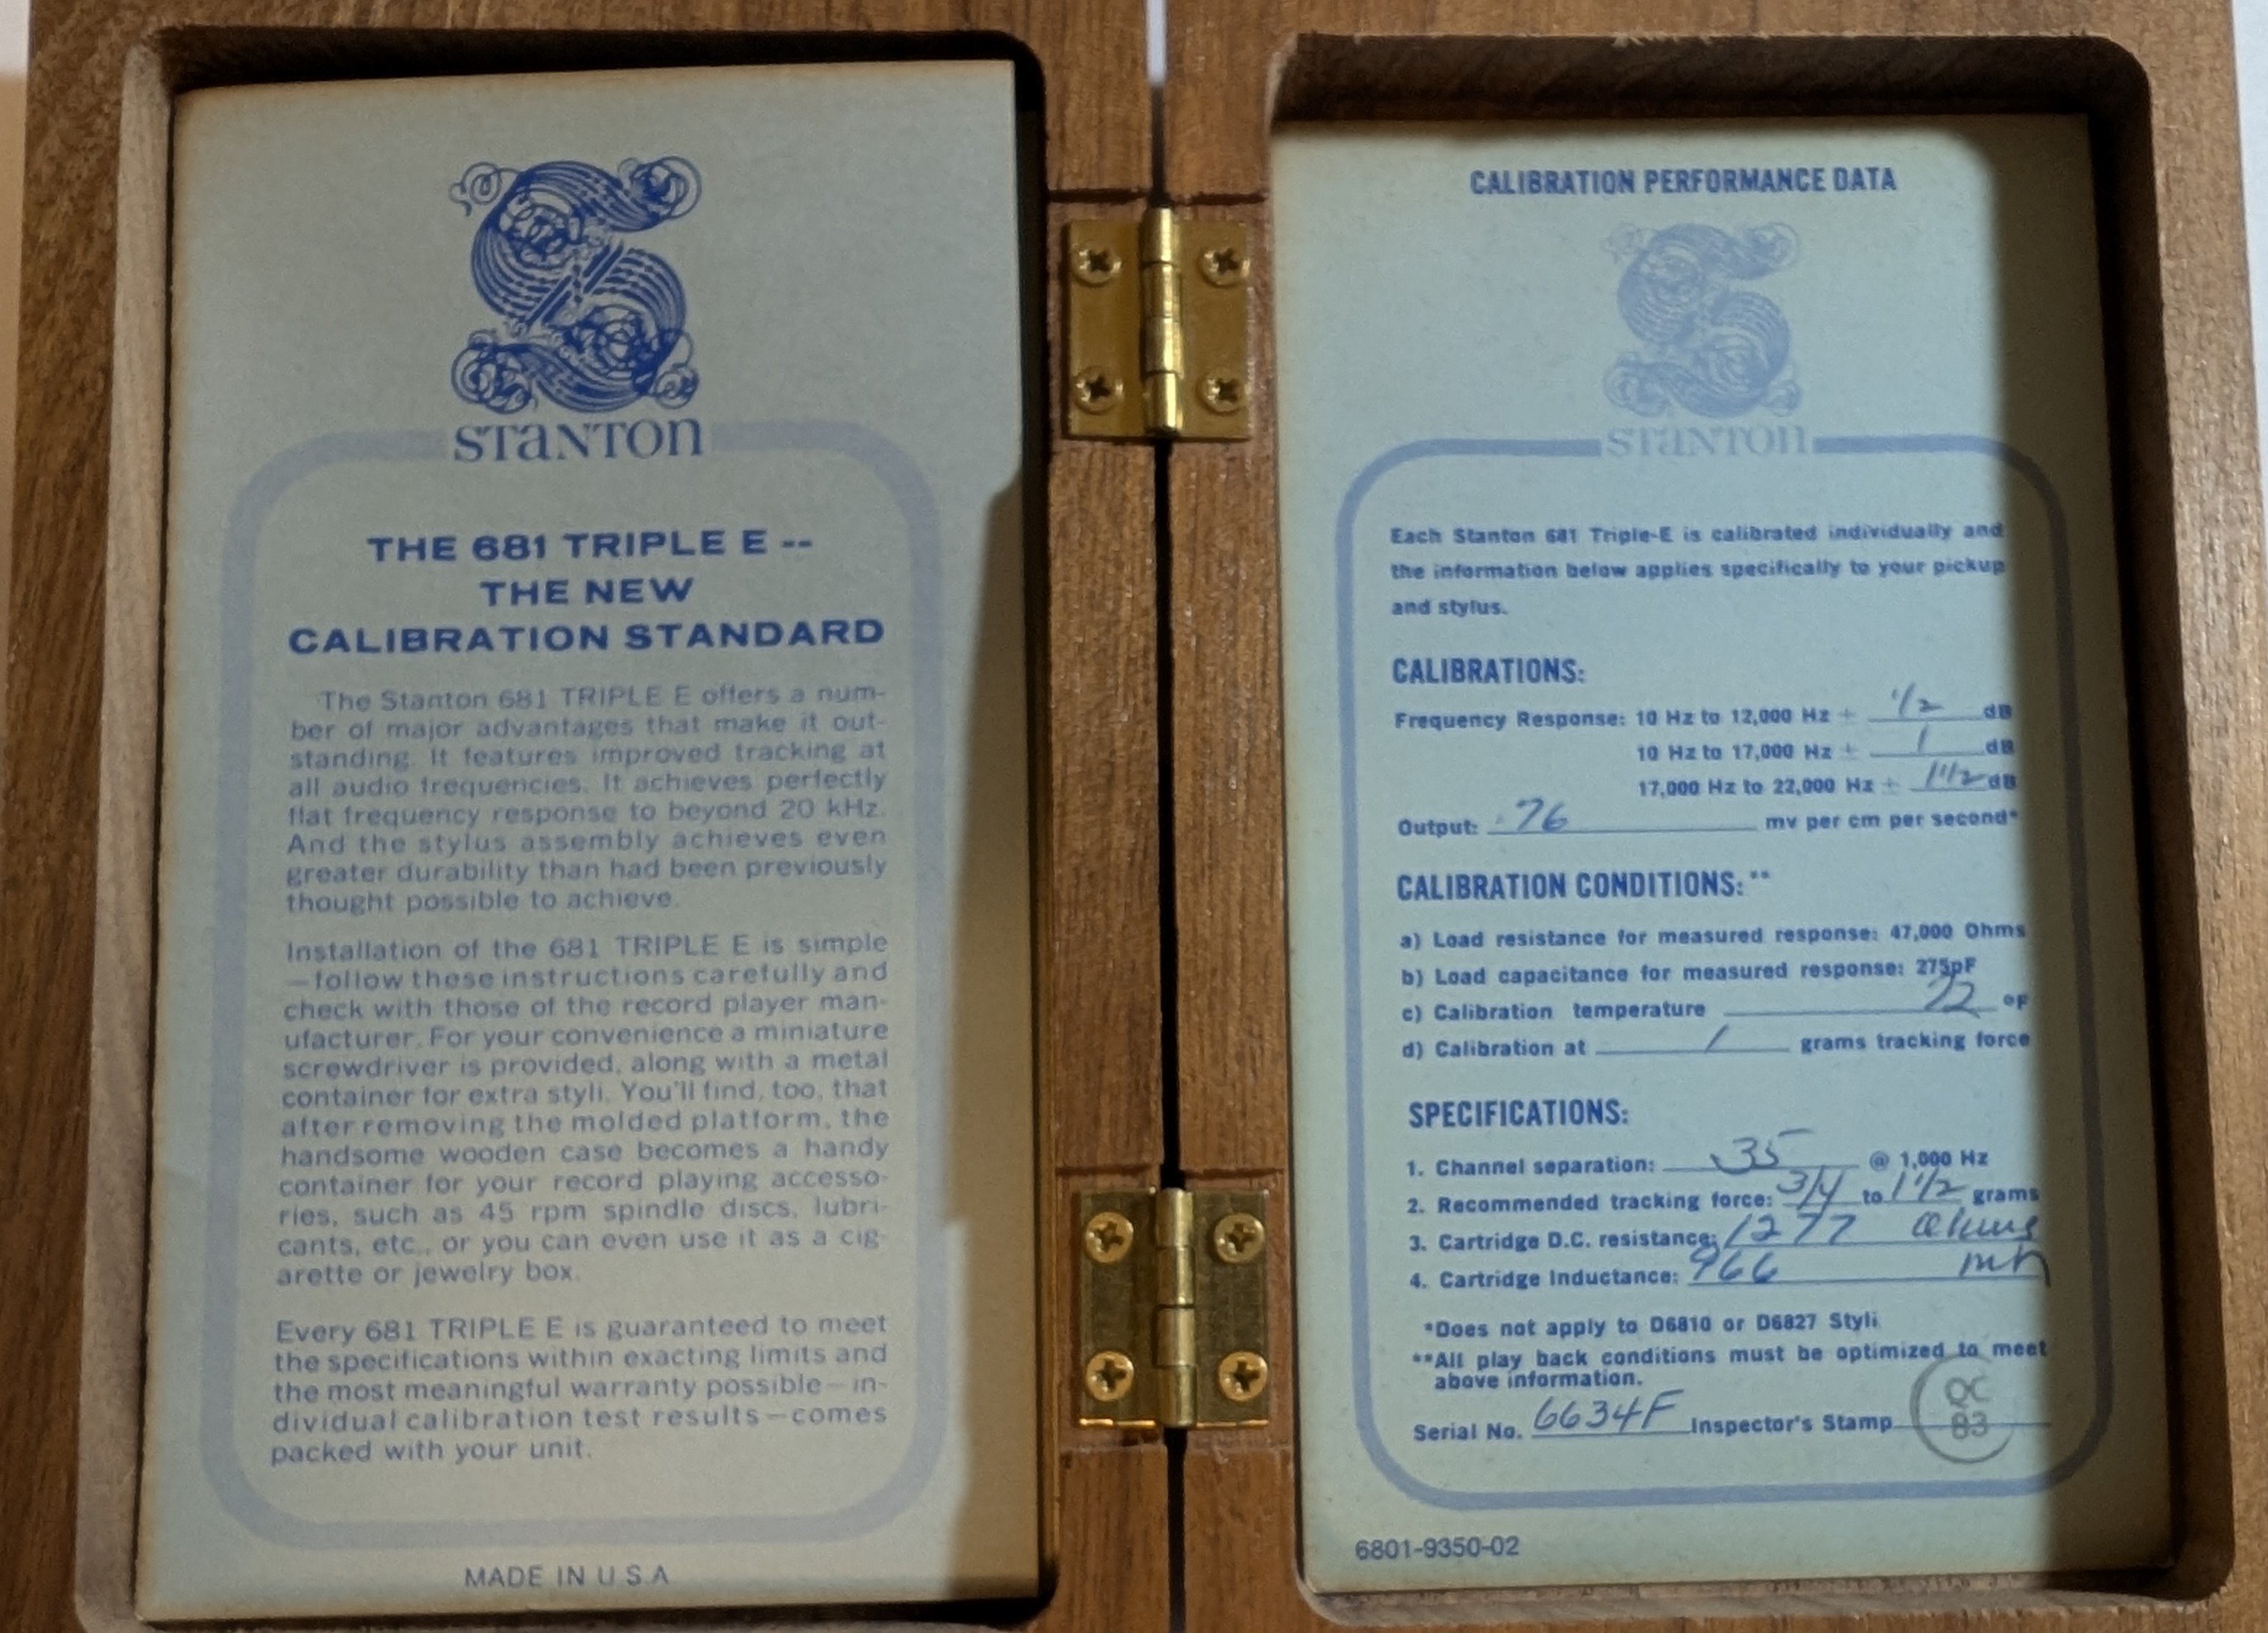 STANTON
THE 681 TRIPLE E --
THE NEW
CALIBRATION STANDARD
The Stanton 681 TRIPLE E offers a num-
ber of major advantages that make it out-
standing. It features improved tracking at
all audio frequencies. It achieves perfectly
flat frequency response to beyond 20 kHz.
And the stylus assembly achieves even
greater durability than had been previously
thought possible to achieve.
Installation of the 681 TRIPLE E is simple
—follow these instructions carefully and
check with those of the record player man-
ufacturer. For your convenience a miniature
screwdriver is provided, along with a metal
container for extra styli. You'll find, too, that
after removing the molded platform, the
handsome wooden case becomes a handy
container for your record playing accesso-
ries, such as 45 rpm spindle discs, lubri-
cants, etc., or you can even use it as a cig-
arette or jewelry box.
Every 681 TRIPLE E is guaranteed to meet
the specifications within exacting limits and
the most meaningful warranty possible—in-
dividual calibration test results—comes
packed with your unit.
MADE IN U S A
CALIBRATION PERFORMANCE DATA
STANTON
Each Stanton 681 Triple-E is calibrated individually and
the information below applies specifically to your pickup
and stylus.
CALIBRATIONS:
Frequency Response: 10 Hz to 12,000 Hz ± 1/2 dB
10 Hz to 17,000 Hz ± 1 dB
17,000 Hz to 22,000 Hz ± 1 1/2 dB
Output: .76 mv per cm per second*
CALIBRATION CONDITIONS:**
a) Load resistance for measured response: 47,000 Ohms
b) Load capacitance for measured response: 275pF
c) Calibration temperature 72 °F
d) Calibration at 1 grams tracking force
SPECIFICATIONS:
1. Channel separation: 35 @ 1,000 Hz
2. Recommended tracking force: 3/4 to 1 1/2 grams
3. Cartridge D.C. resistance: 1277 Ohms
4. Cartridge Inductance: 966 mh
*Does not apply to D6810 or D6827 Styli
**All play back conditions must be optimized to meet
above information.
Serial No. 6634F Inspector's Stamp QC
83
6801-9350-02